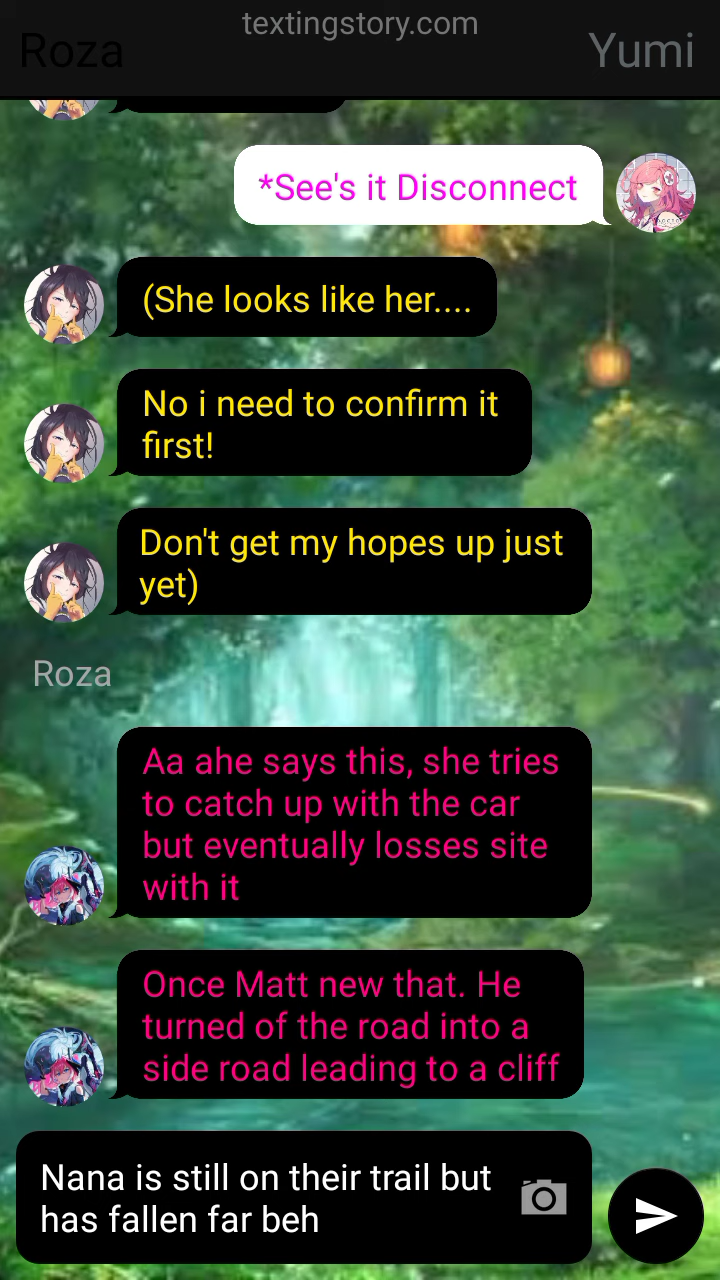 textingstory.com
Roza
Yumi
*See's it Disconnect
(She looks like her....
No i need to confirm it
first!
Don't get my hopes up just
yet)
Roza
Aa ahe says this, she tries
to catch up with the car
but eventually losses site
with it
Once Matt new that. He
turned of the road into a
side road leading to a cliff
Nana is still on their trail but
has fallen far beh